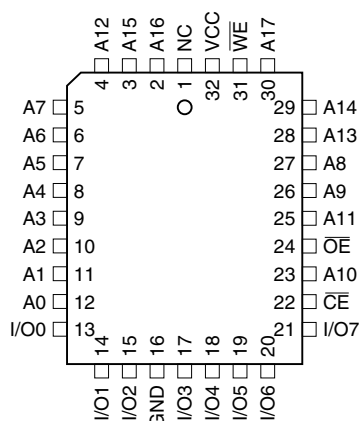 A12 A15 A16 NC VCC WE A17
4 3 2 1 32 31 30
A7 5 29 A14
A6 6 28 A13
A5 7 27 A8
A4 8 26 A9
A3 9 25 A11
A2 10 24 OE
A1 11 23 A10
A0 12 22 CE
I/O0 13 21 I/O7
14 15 16 17 18 19 20
I/O1 I/O2 GND I/O3 I/O4 I/O5 I/O6